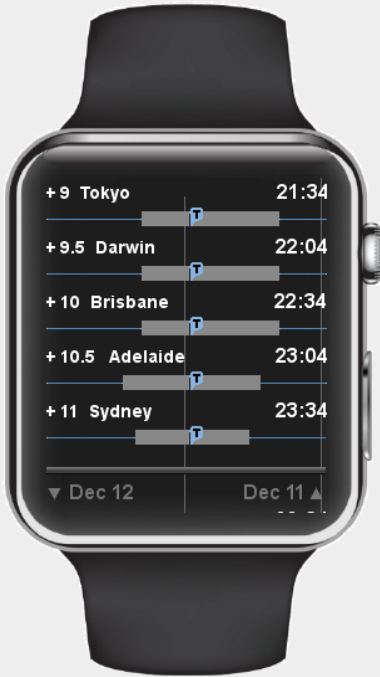 + 9 Tokyo 21:34
T
+ 9.5 Darwin 22:04
T
+ 10 Brisbane 22:34
T
+ 10.5 Adelaide 23:04
T
+ 11 Sydney 23:34
T
▼ Dec 12 Dec 11 ▲